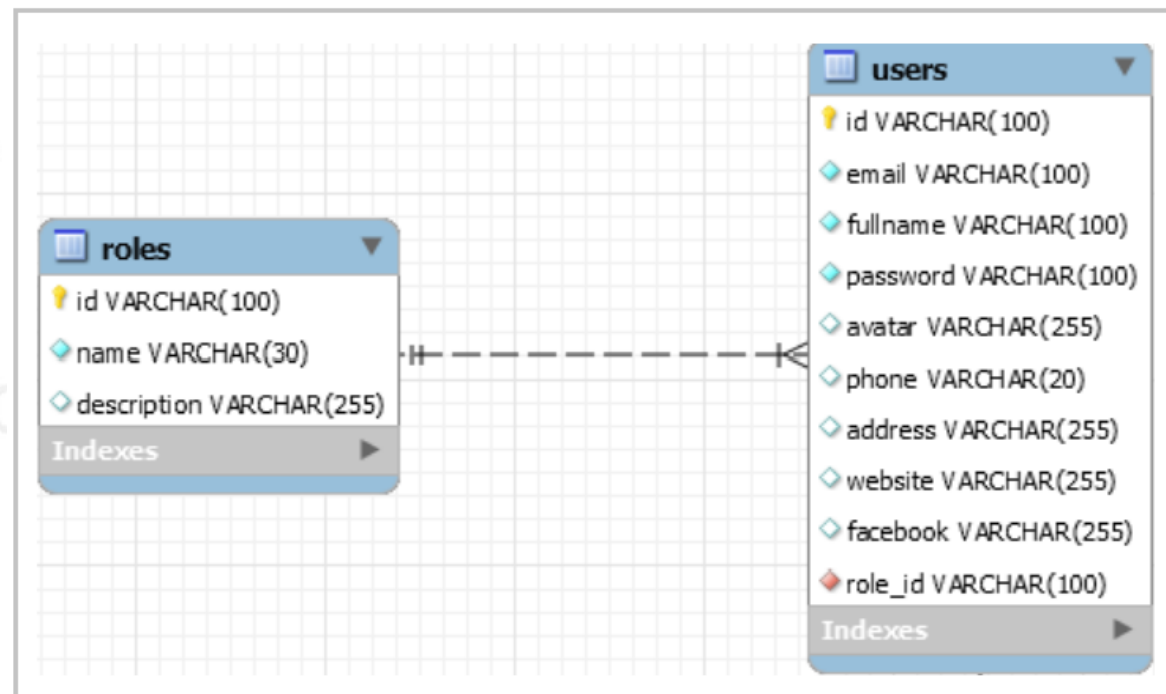 roles
id VARCHAR(100)
name VARCHAR(30)
description VARCHAR(255)
Indexes
users
id VARCHAR(100)
email VARCHAR(100)
fullname VARCHAR(100)
password VARCHAR(100)
avatar VARCHAR(255)
phone VARCHAR(20)
address VARCHAR(255)
website VARCHAR(255)
facebook VARCHAR(255)
role_id VARCHAR(100)
Indexes